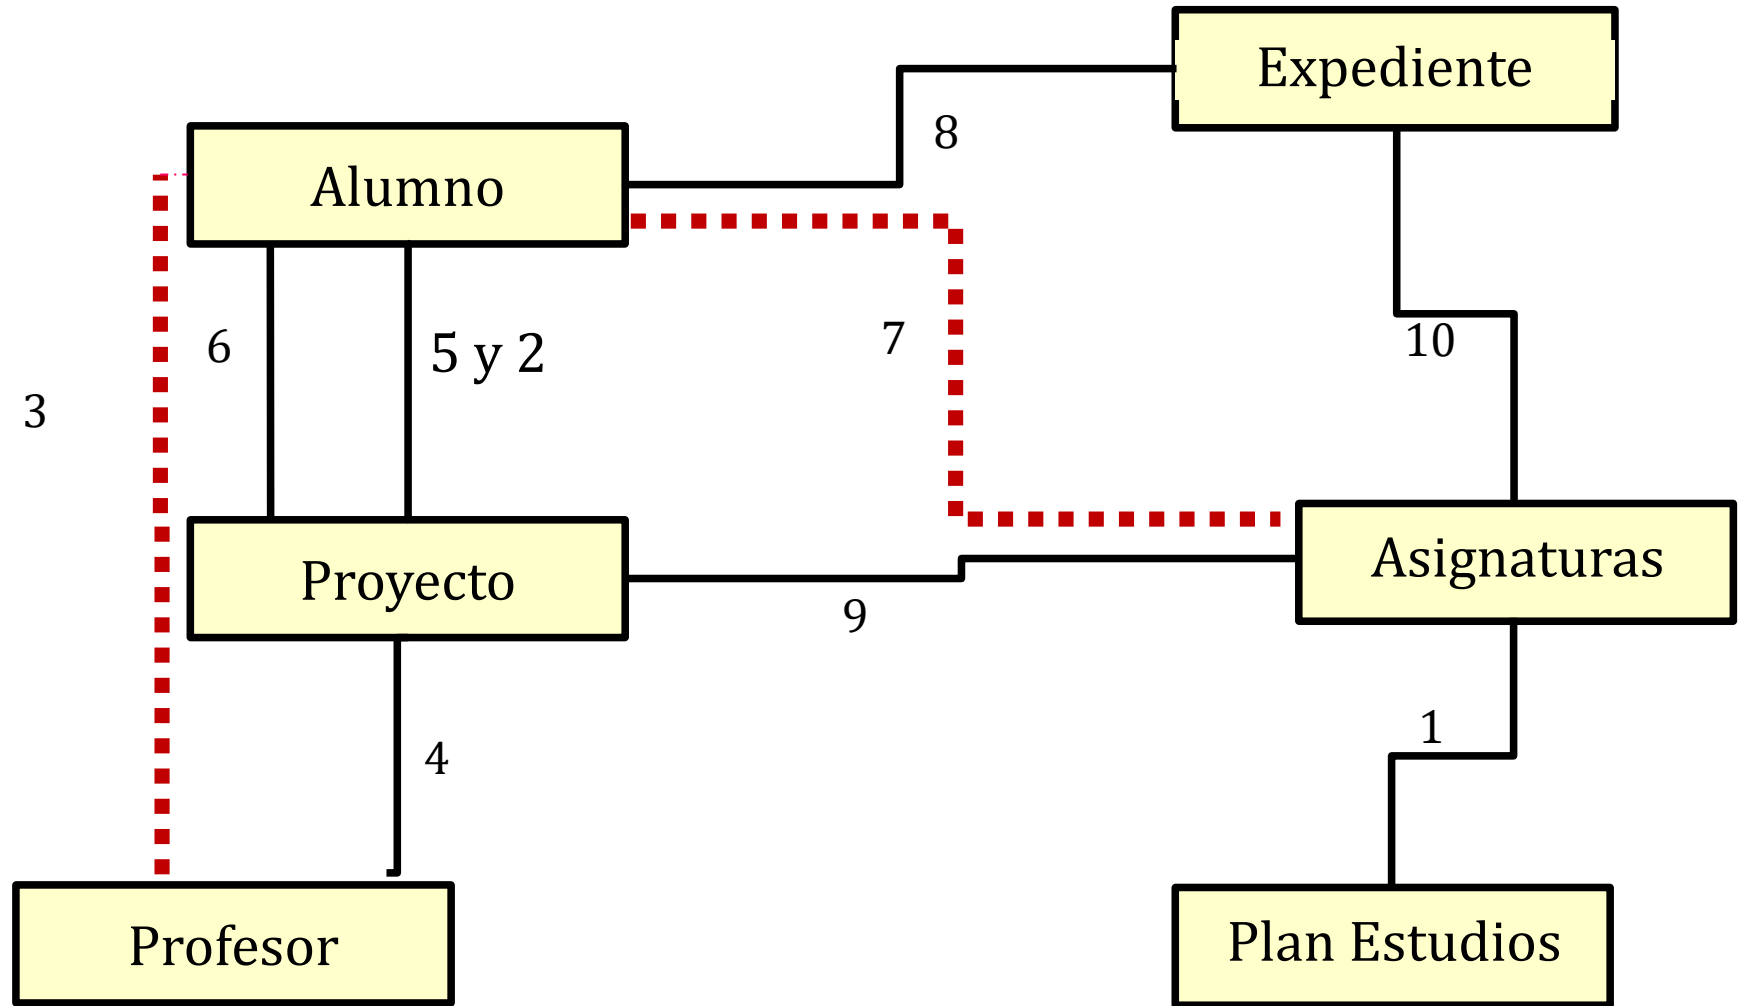 Expediente
8
Alumno
6
5 y 2
7
10
3
Asignaturas
Proyecto
9
1
4
Profesor
Plan Estudios